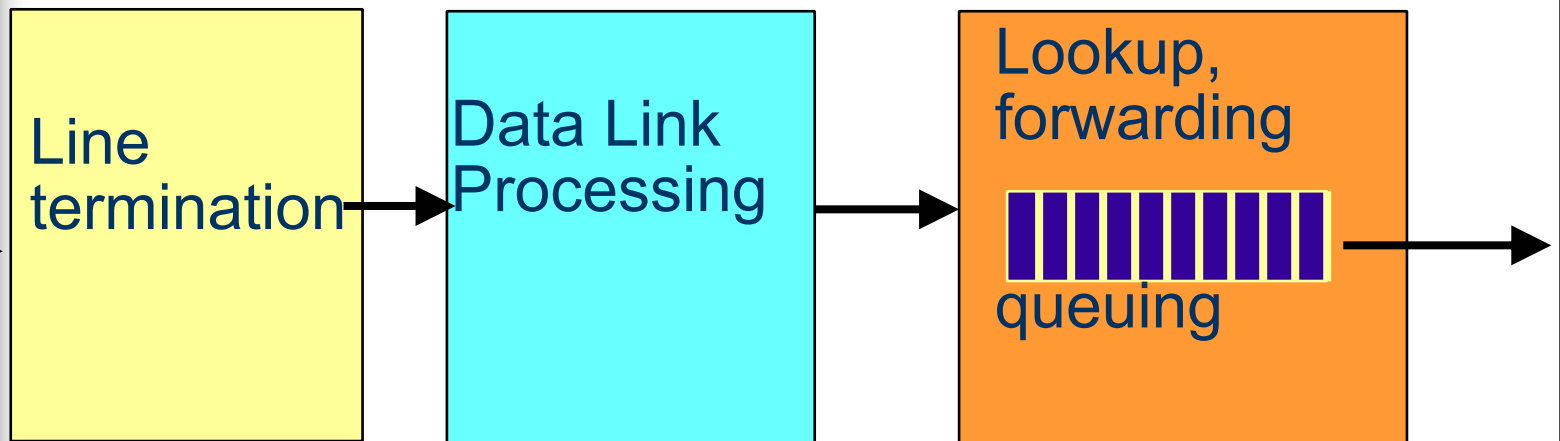 Line
termination
Data Link
Processing
Lookup,
forwarding
queuing